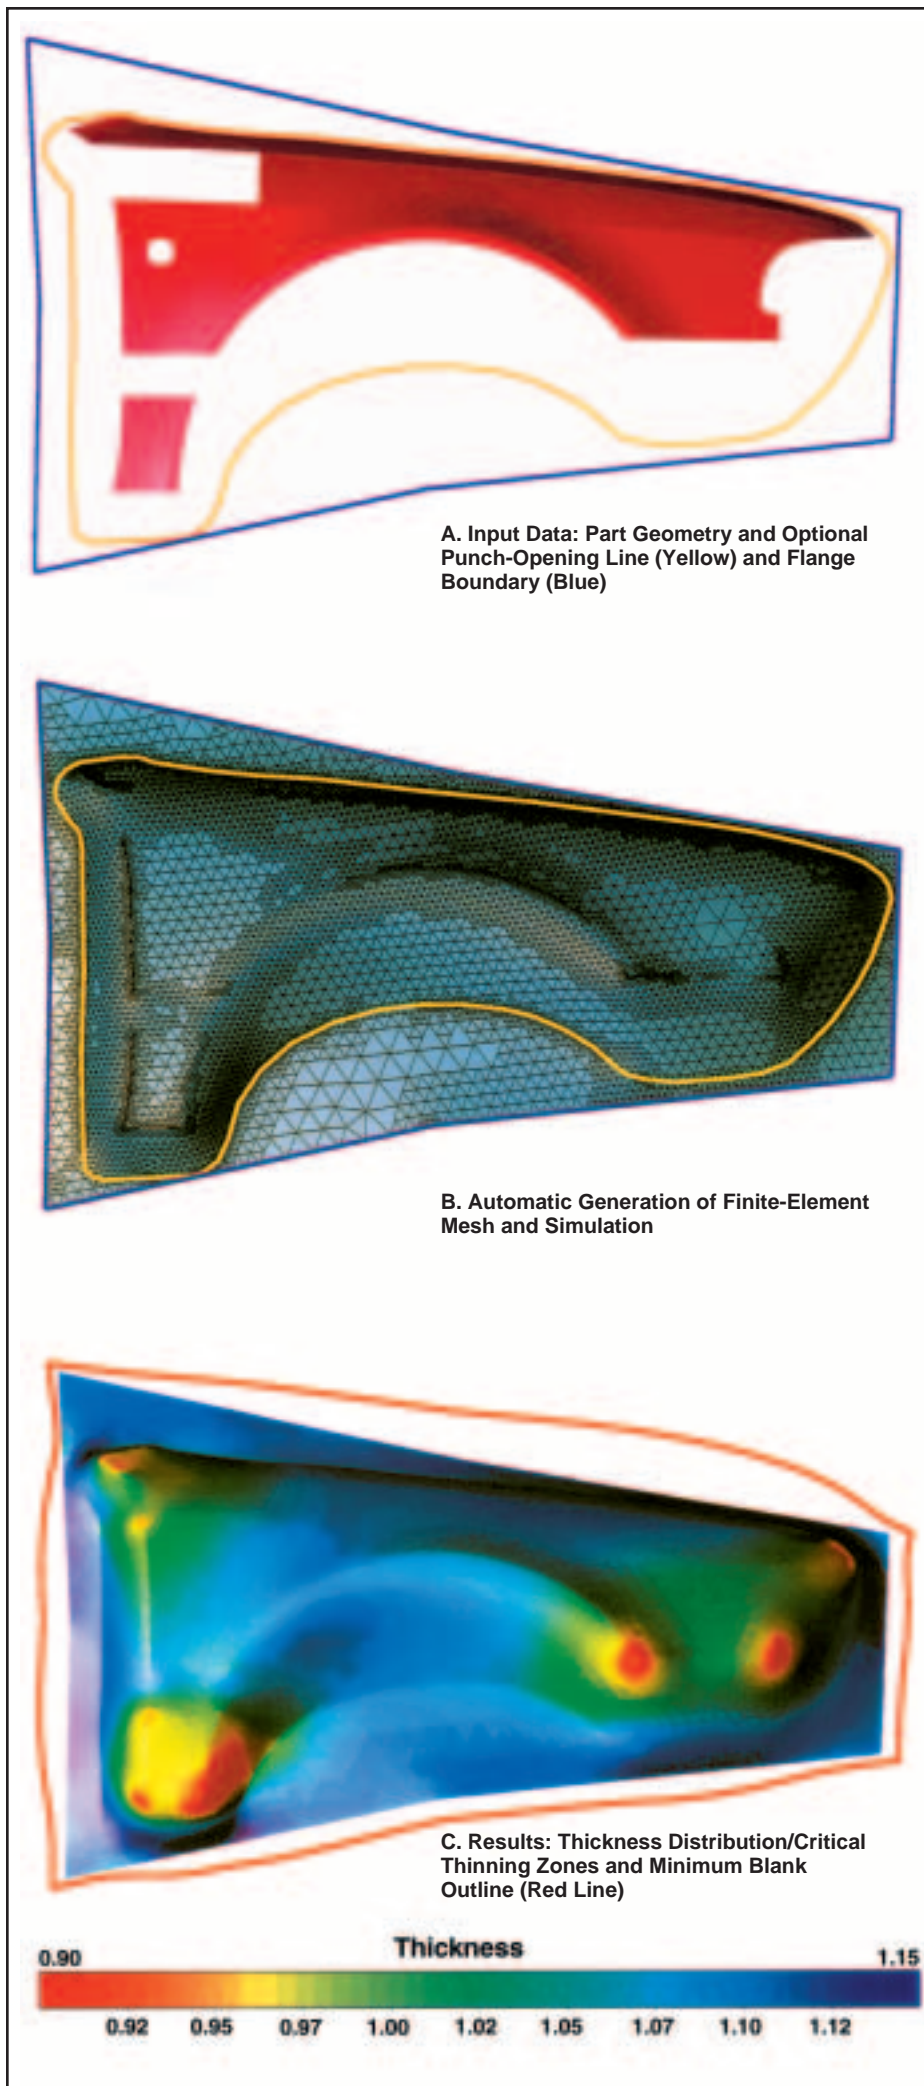 A. Input Data: Part Geometry and Optional
Punch-Opening Line (Yellow) and Flange
Boundary (Blue)
B. Automatic Generation of Finite-Element
Mesh and Simulation
C. Results: Thickness Distribution/Critical
Thinning Zones and Minimum Blank
Outline (Red Line)
Thickness
0.90 1.15
0.92 0.95 0.97 1.00 1.02 1.05 1.07 1.10 1.12